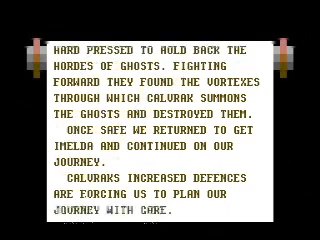 HARD PRESSED TO HOLD BACK THE
HORDES OF GHOSTS. FIGHTING
FORWARD THEY FOUND THE VORTEXES
THROUGH WHICH CALVRAK SUMMONS
THE GHOSTS AND DESTROYED THEM.
ONCE SAFE WE RETURNED TO GET
IMELDA AND CONTINUED ON OUR
JOURNEY.
CALVRAKS INCREASED DEFENCES
ARE FORCING US TO PLAN OUR
JOURNEY WITH CARE.